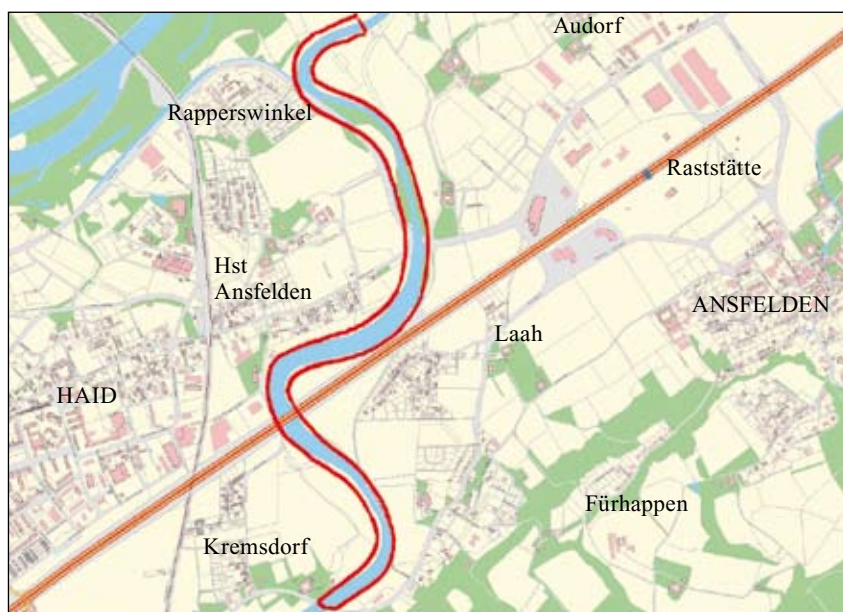 Audorf
Rapperswinkel
Raststätte
Hst
Ansfelden
ANSFELDEN
Laah
HAID
Fürhappen
Kremsdorf